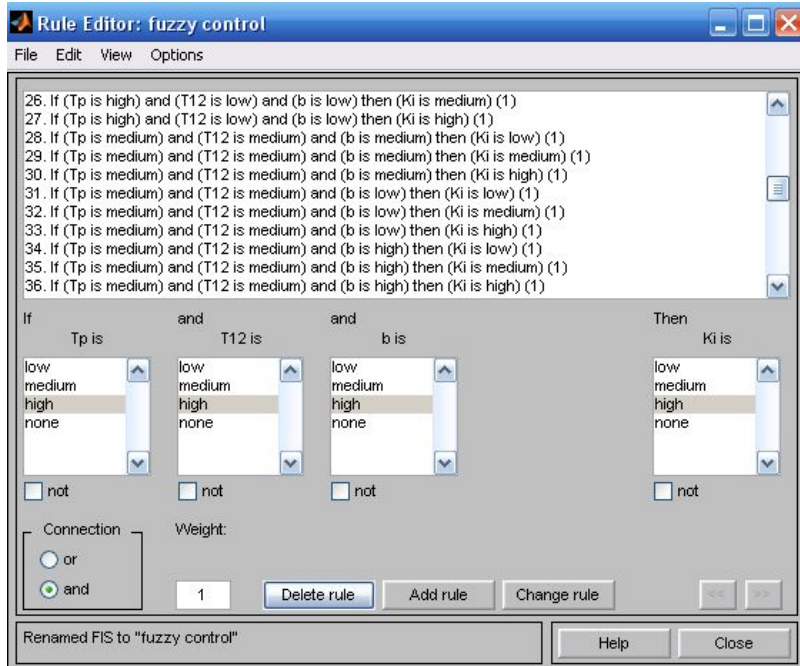 Rule Editor: fuzzy control
File Edit View Options
26. If (Tp is high) and (T12 is low) and (b is low) then (Ki is medium) (1)
27. If (Tp is high) and (T12 is low) and (b is low) then (Ki is high) (1)
28. If (Tp is medium) and (T12 is medium) and (b is medium) then (Ki is low) (1)
29. If (Tp is medium) and (T12 is medium) and (b is medium) then (Ki is medium) (1)
30. If (Tp is medium) and (T12 is medium) and (b is medium) then (Ki is high) (1)
31. If (Tp is medium) and (T12 is medium) and (b is low) then (Ki is low) (1)
32. If (Tp is medium) and (T12 is medium) and (b is low) then (Ki is medium) (1)
33. If (Tp is medium) and (T12 is medium) and (b is low) then (Ki is high) (1)
34. If (Tp is medium) and (T12 is medium) and (b is high) then (Ki is low) (1)
35. If (Tp is medium) and (T12 is medium) and (b is high) then (Ki is medium) (1)
36. If (Tp is medium) and (T12 is medium) and (b is high) then (Ki is high) (1)
If and and Then
Tp is T12 is b is Ki is
low low low low
medium medium medium medium
high high high high
none none none none
not not not not
Connection Weight:
or
and 1 Delete rule Add rule Change rule << >>
Renamed FIS to "fuzzy control" Help Close